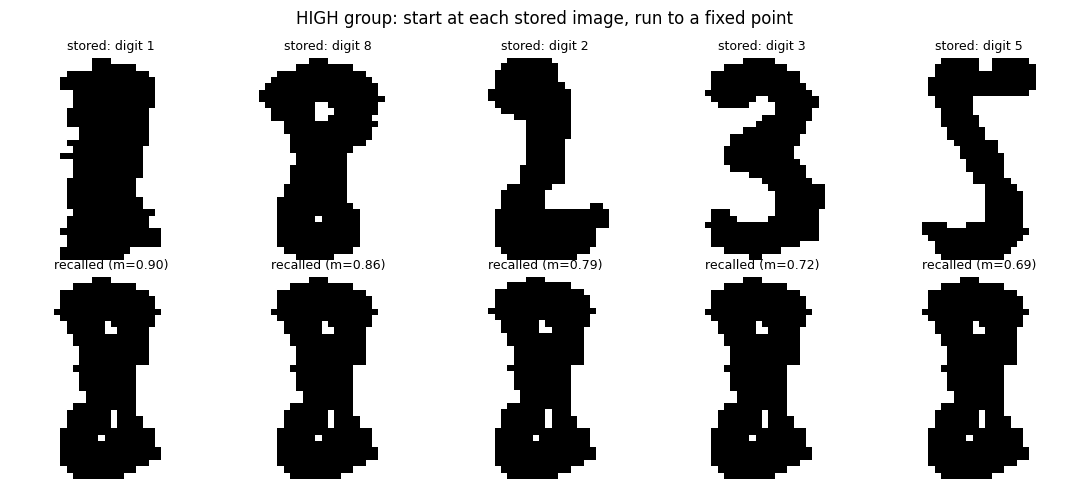 HIGH group: start at each stored image, run to a fixed point
stored: digit 1
stored: digit 8
stored: digit 2
stored: digit 3
stored: digit 5
recalled (m=0.90)
recalled (m=0.86)
recalled (m=0.79)
recalled (m=0.72)
recalled (m=0.69)